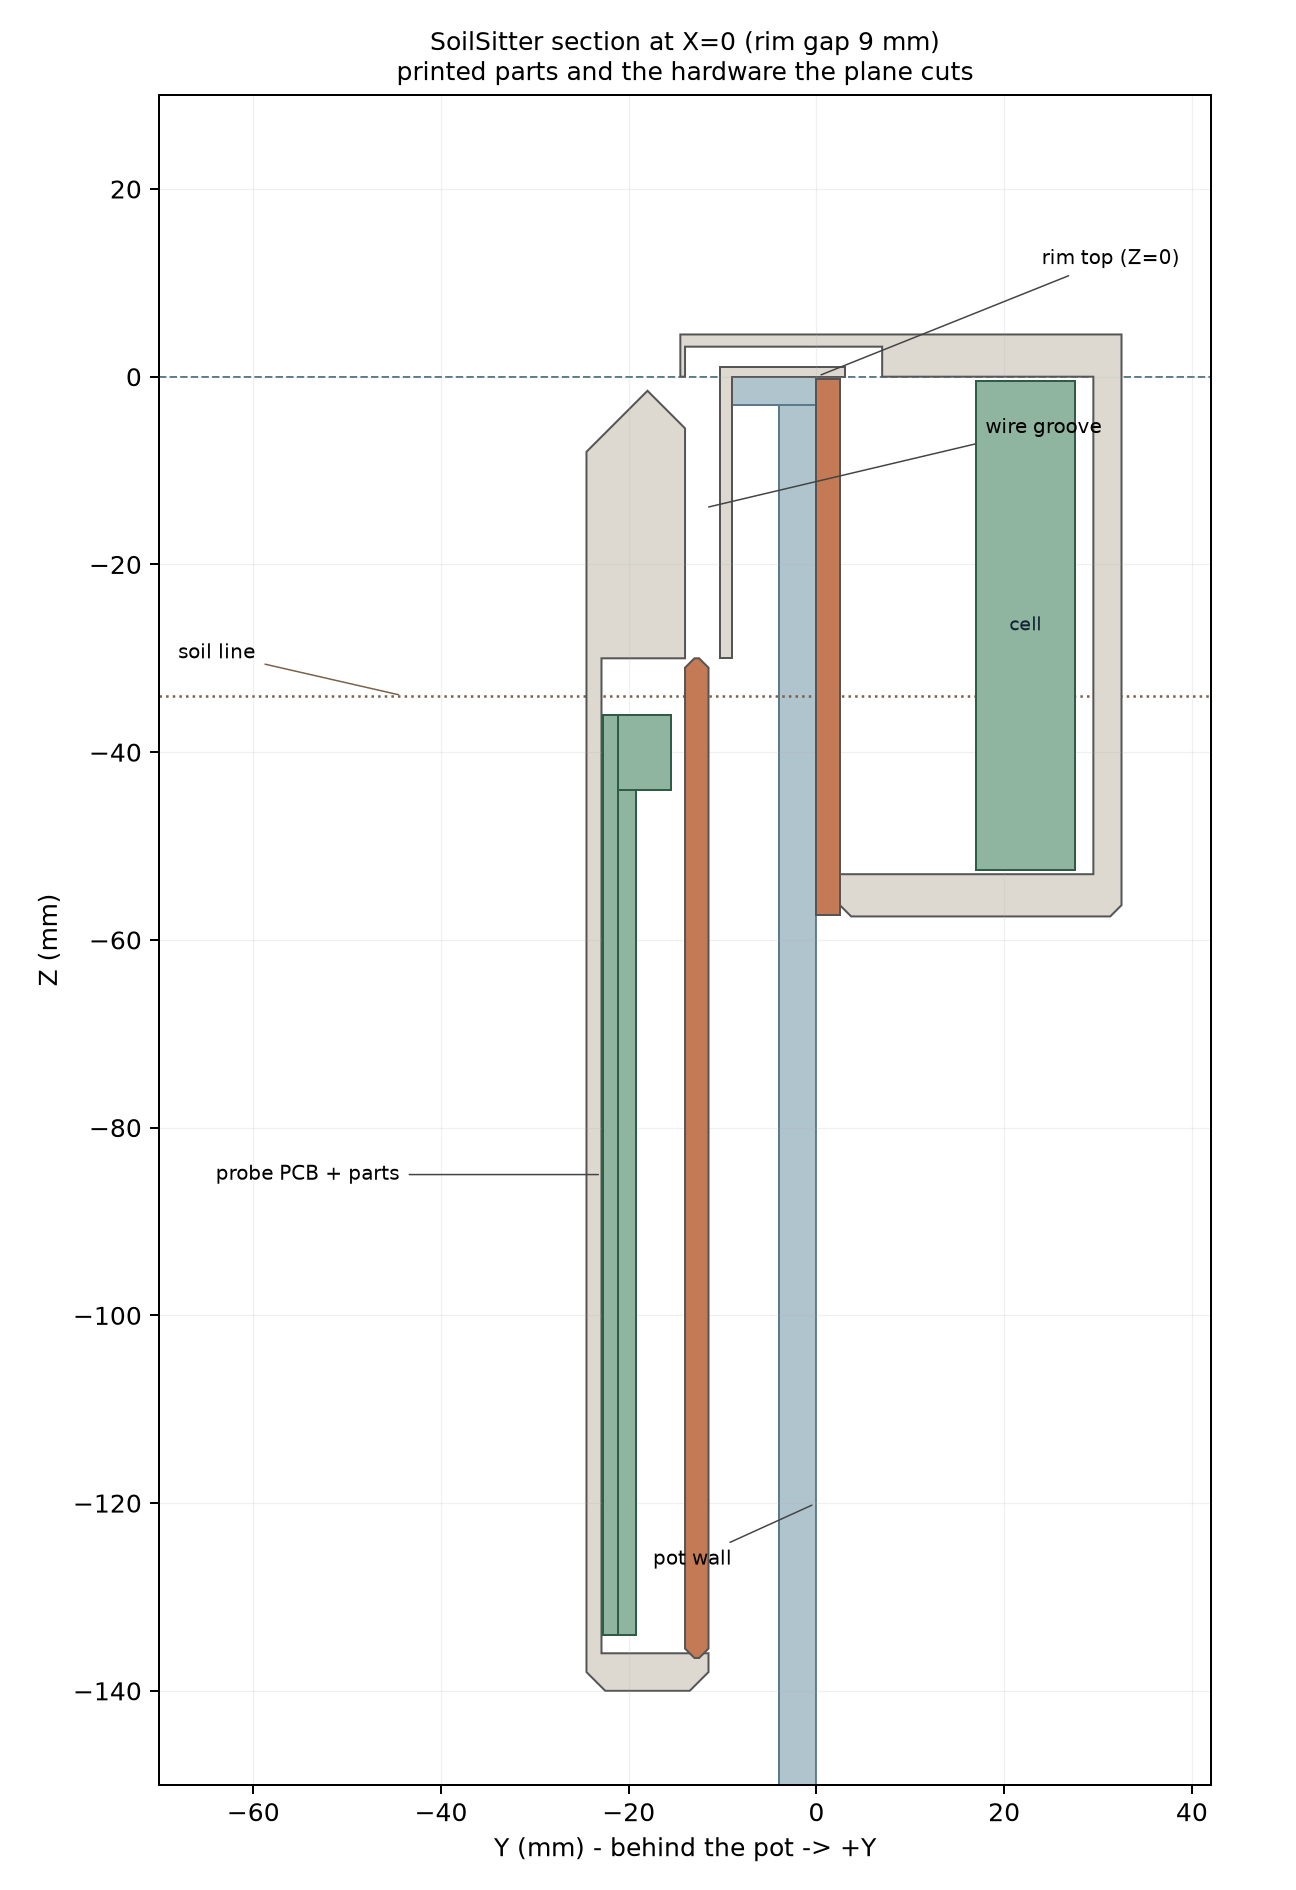 SoilSitter section at X=0 (rim gap 9 mm)
printed parts and the hardware the plane cuts
20
rim top (Z=0)
0
wire groove
−20
cell
soil line
−40
−60
Z (mm)
−80
probe PCB + parts
−100
−120
pot wall
−140
−60 −40 −20 0 20 40
Y (mm) - behind the pot -> +Y